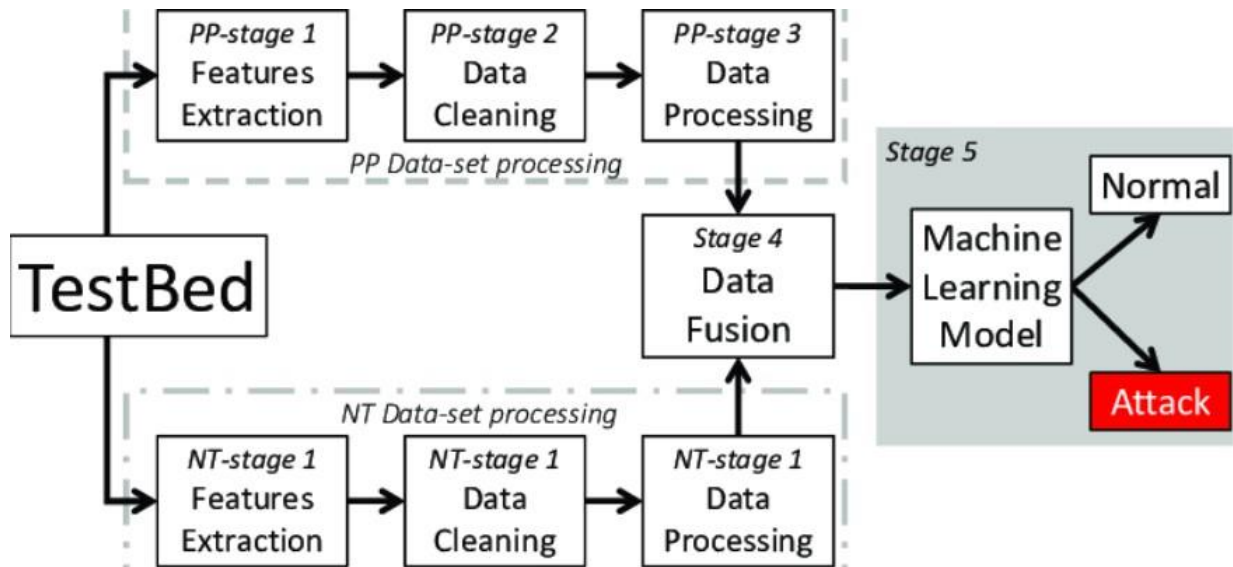 PP-stage 1
Features
Extraction
PP-stage 2
Data
Cleaning
PP-stage 3
Data
Processing
PP Data-set processing
TestBed
Stage 4
Data
Fusion
Stage 5
Machine
Learning
Model
Normal
Attack
NT Data-set processing
NT-stage 1
Features
Extraction
NT-stage 1
Data
Cleaning
NT-stage 1
Data
Processing